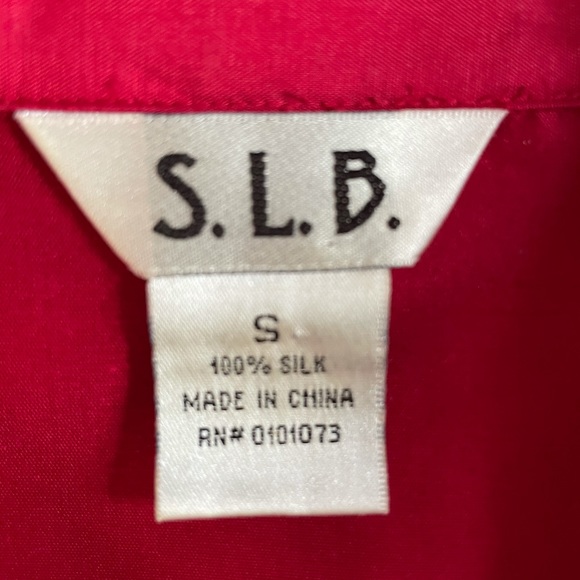 S.L.B.
S
100% SILK
MADE IN CHINA
RN# 0101073